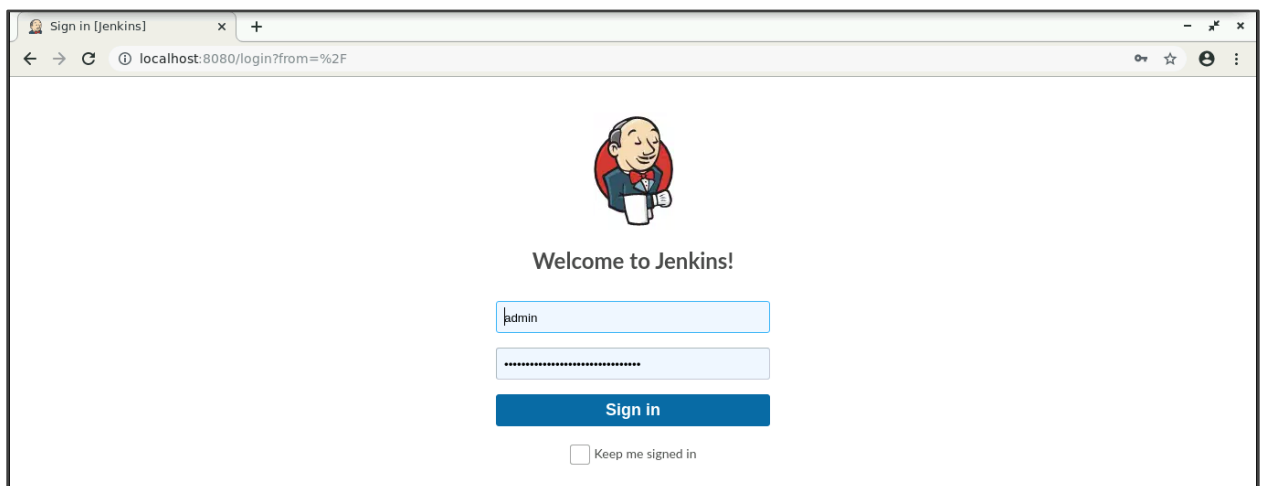 Sign in [Jenkins]
localhost:8080/login?from=%2F
Welcome to Jenkins!
admin
••••••••••••••••••••••••••••••••
Sign in
Keep me signed in